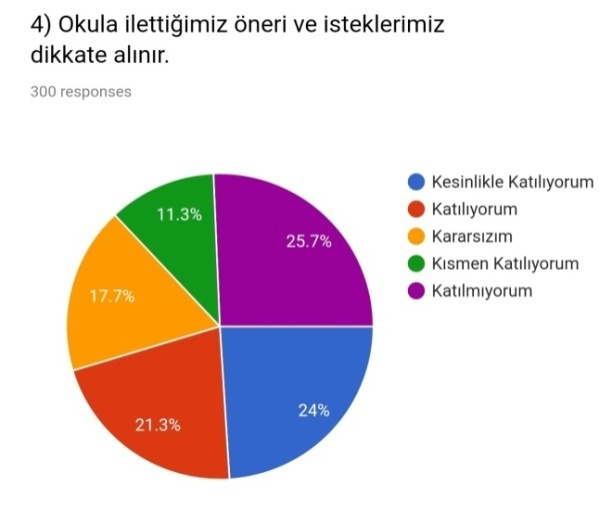 4) Okula ilettiğimiz öneri ve isteklerimiz
dikkate alınır.
300 responses
11.3%
25.7%
17.7%
21.3%
24%
Kesinlikle Katılıyorum
Katılıyorum
Kararsızım
Kısmen Katılıyorum
Katılmıyorum